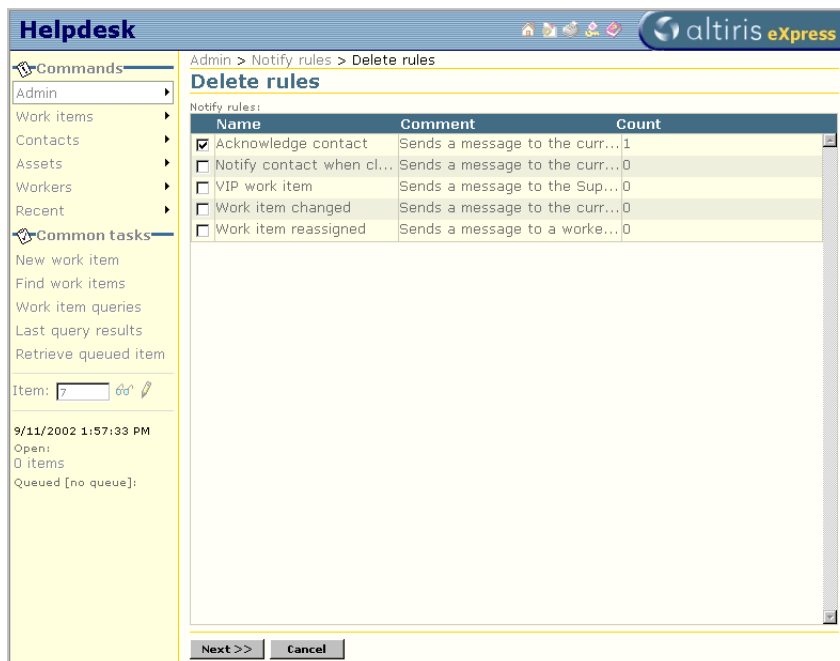 Helpdesk
altiris eXpress
Commands
Admin
Work items
Contacts
Assets
Workers
Recent
Common tasks
New work item
Find work items
Work item queries
Last query results
Retrieve queued item
Item: 7
9/11/2002 1:57:33 PM
Open:
0 items
Queued [no queue]:
Admin > Notify rules > Delete rules
Delete rules
Notify rules:
Name Comment Count
Acknowledge contact Sends a message to the curr... 1
Notify contact when cl... Sends a message to the curr... 0
VIP work item Sends a message to the Sup... 0
Work item changed Sends a message to the curr... 0
Work item reassigned Sends a message to a worke... 0
Next >> Cancel